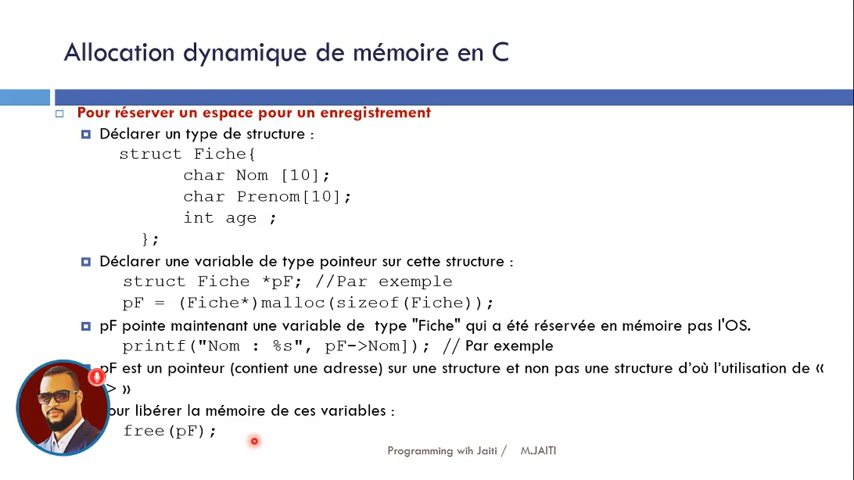 Allocation dynamique de mémoire en C
Pour réserver un espace pour un enregistrement
Déclarer un type de structure :
struct Fiche{
char Nom [10];
char Prenom[10];
int age ;
};
Déclarer une variable de type pointeur sur cette structure :
struct Fiche *pF; //Par exemple
pF = (Fiche*)malloc(sizeof(Fiche));
pF pointe maintenant une variable de type "Fiche" qui a été réservée en mémoire pas l'OS.
printf("Nom : %s", pF->Nom]); // Par exemple
pF est un pointeur (contient une adresse) sur une structure et non pas une structure d'où l'utilisation de «
> »
our libérer la mémoire de ces variables :
free(pF);
Programming wih Jaiti / M.JAITI